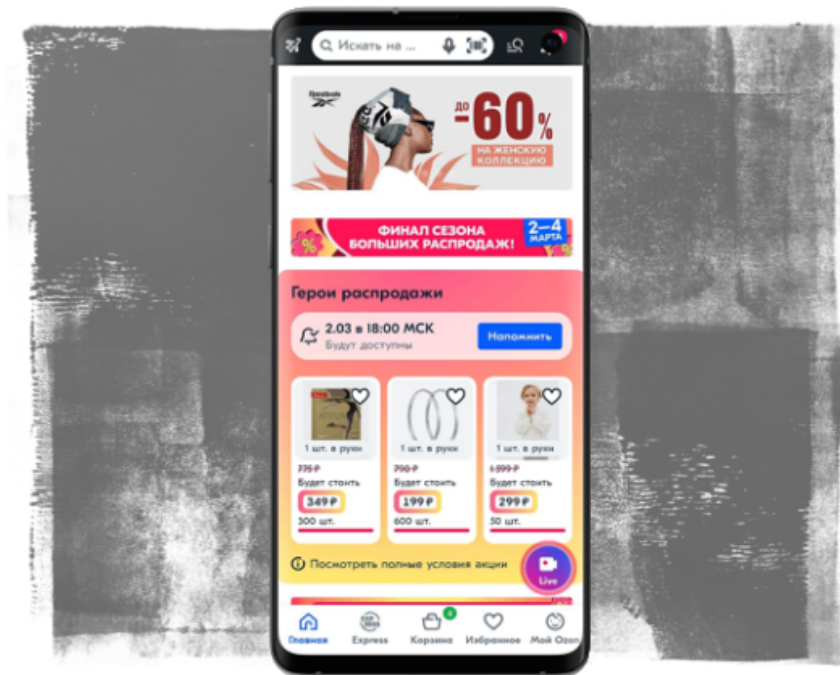 Искать на ...
Reebok
до
-60%
НА ЖЕНСКУЮ
КОЛЛЕКЦИЮ
ФИНАЛ СЕЗОНА
БОЛЬШИХ РАСПРОДАЖ!
2–4
МАРТА
Герои распродажи
2.03 в 18:00 МСК
Будут доступны
Напомнить
1 шт. в руки
1 шт. в руки
1 шт. в руки
775 ₽
790 ₽
1 599 ₽
Будет стоить
Будет стоить
Будет стоить
349 ₽
199 ₽
299 ₽
300 шт.
600 шт.
50 шт.
Посмотреть полные условия акции
Live
Главная
Express
Корзина
Избранное
Мой Ozon